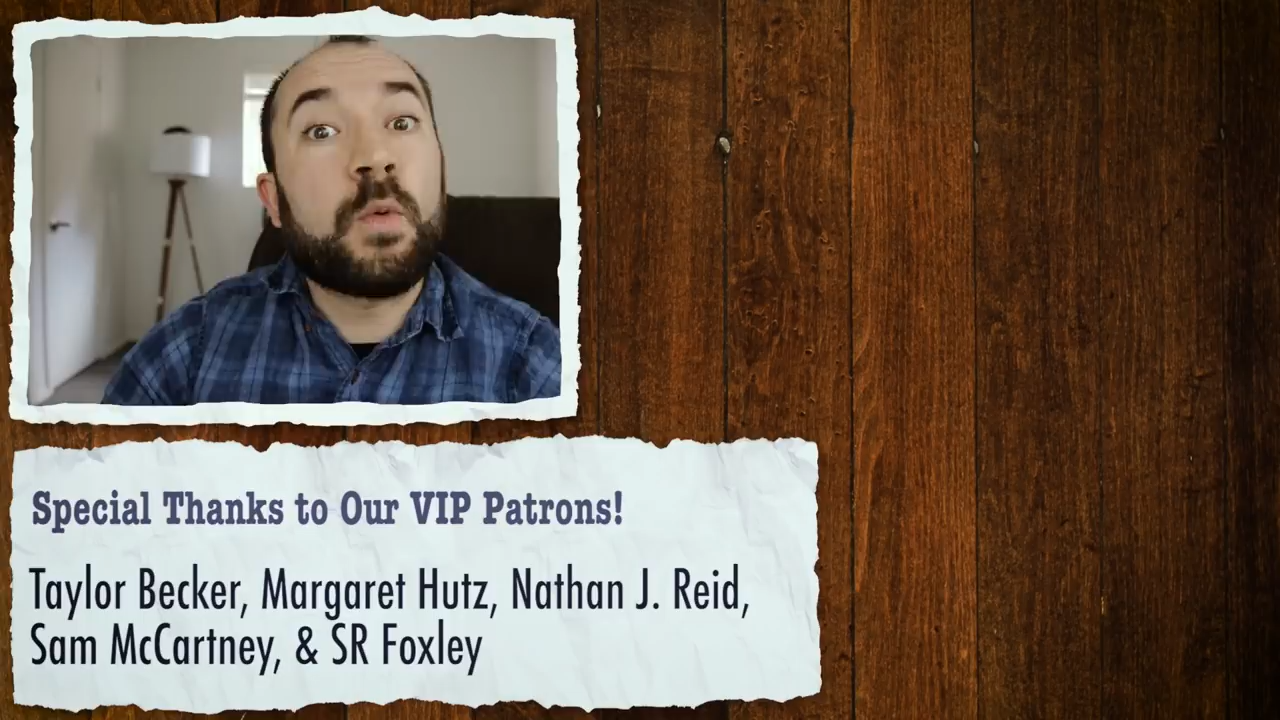 Special Thanks to Our VIP Patrons!
Taylor Becker, Margaret Hutz, Nathan J. Reid,
Sam McCartney, & SR Foxley